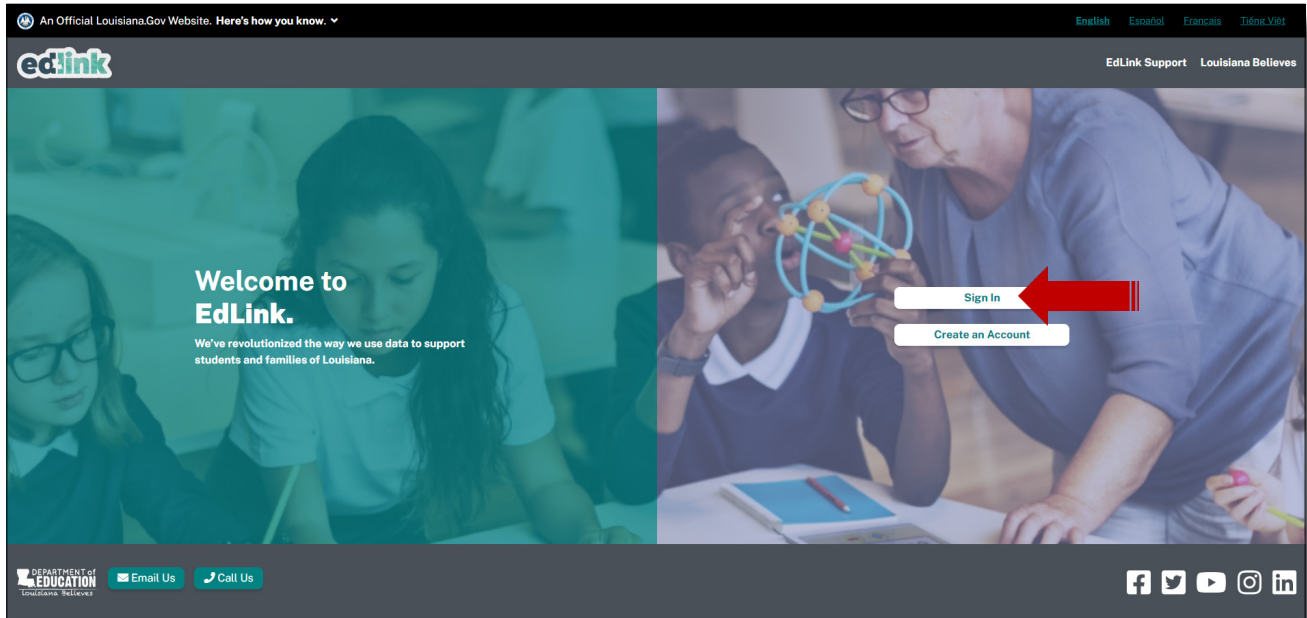 An Official Louisiana.Gov Website. Here's how you know.
English Español Français Tiếng Việt
edlink
EdLink Support Louisiana Believes
Welcome to
EdLink.
We've revolutionized the way we use data to support
students and families of Louisiana.
Sign In
Create an Account
DEPARTMENT of
EDUCATION
Louisiana Believes
Email Us
Call Us